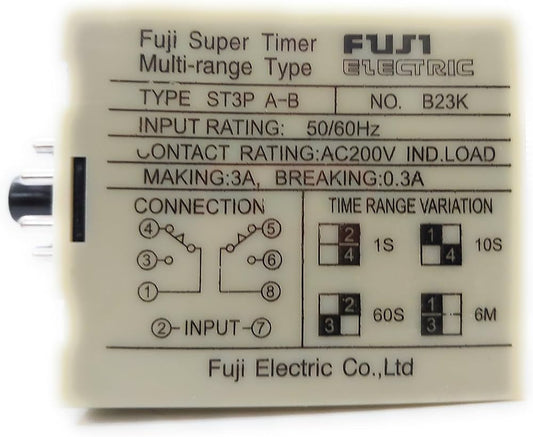 Fuji Super Timer
Multi-range Type
FUJI
ELECTRIC
TYPE ST3P A-B NO. B23K
INPUT RATING: 50/60Hz
CONTACT RATING:AC200V IND.LOAD
MAKING:3A, BREAKING:0.3A
CONNECTION
4 5
3 6
1 8
2-INPUT-7
TIME RANGE VARIATION
2 4 1S
1 4 10S
2 3 60S
1 3 6M
Fuji Electric Co.,Ltd